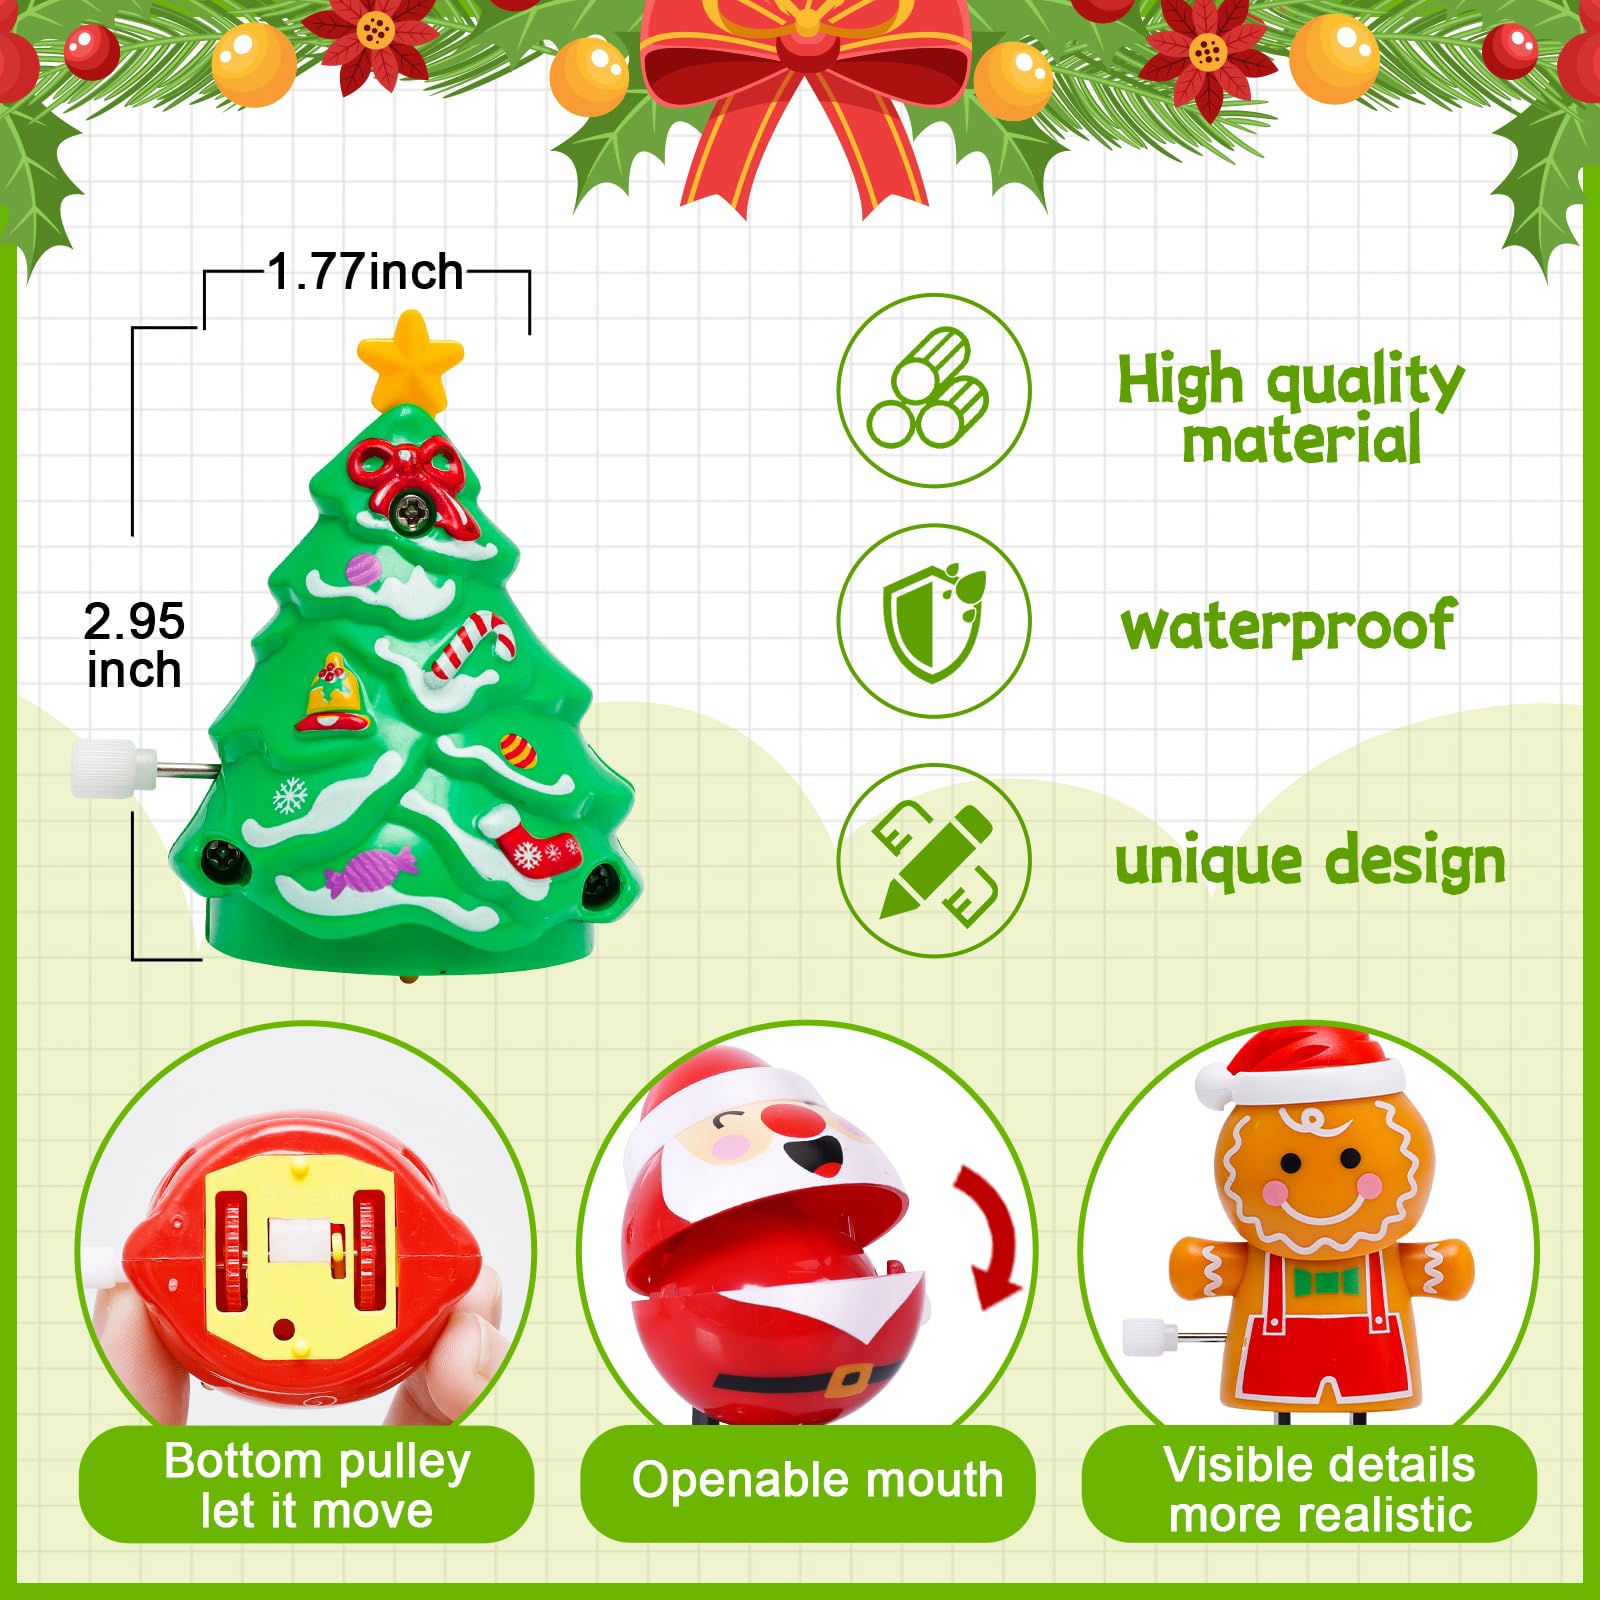 1.77inch
2.95
inch
High quality
material
waterproof
unique design
Bottom pulley
let it move
Openable mouth
Visible details
more realistic